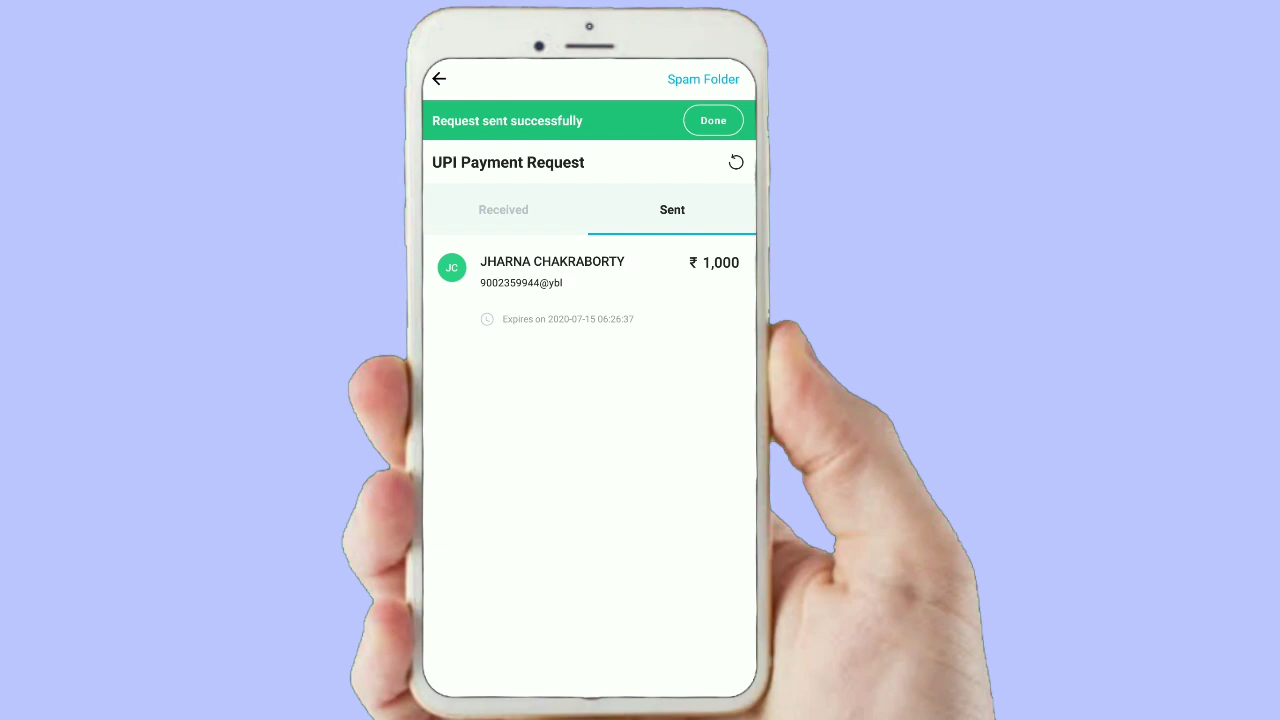 Spam Folder
Request sent successfully
Done
UPI Payment Request
Received
Sent
JC
JHARNA CHAKRABORTY
₹ 1,000
9002359944@ybl
Expires on 2020-07-15 06:26:37